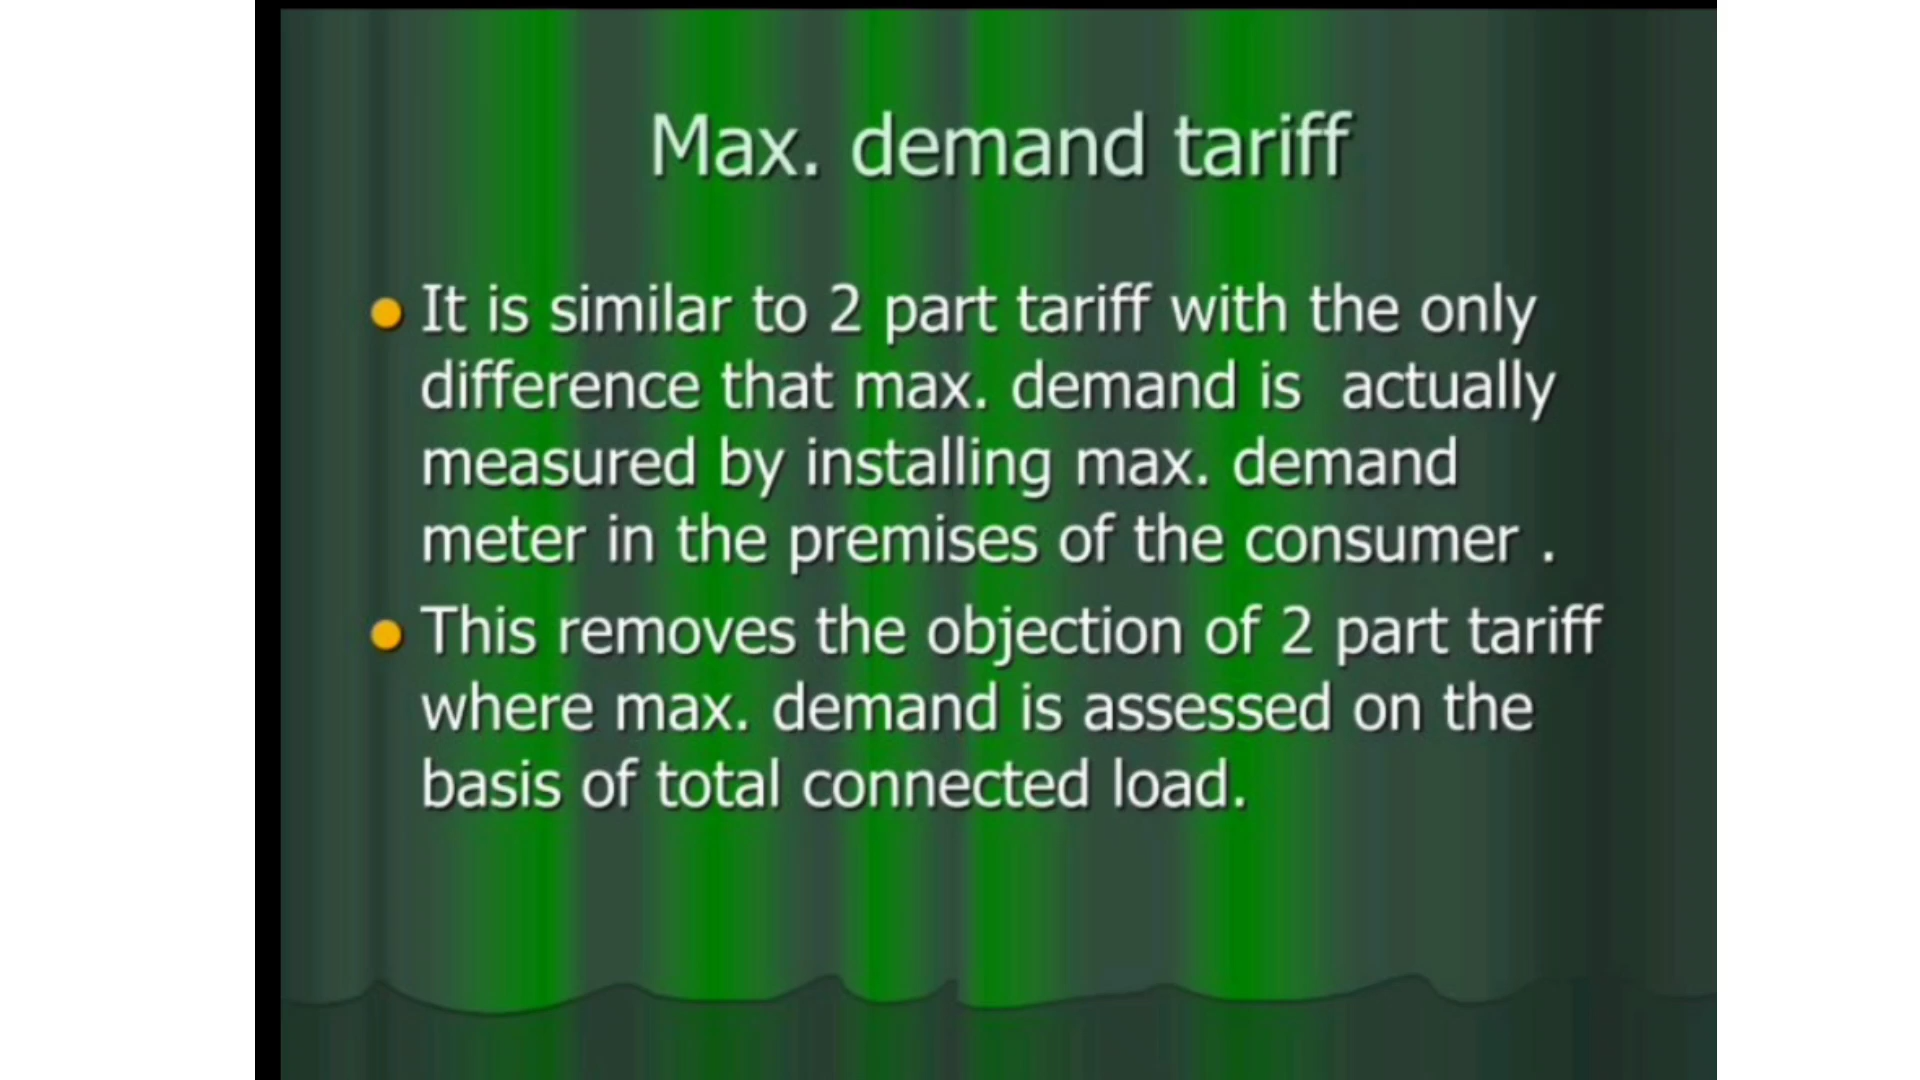 Max. demand tariff
It is similar to 2 part tariff with the only
difference that max. demand is actually
measured by installing max. demand
meter in the premises of the consumer .
This removes the objection of 2 part tariff
where max. demand is assessed on the
basis of total connected load.